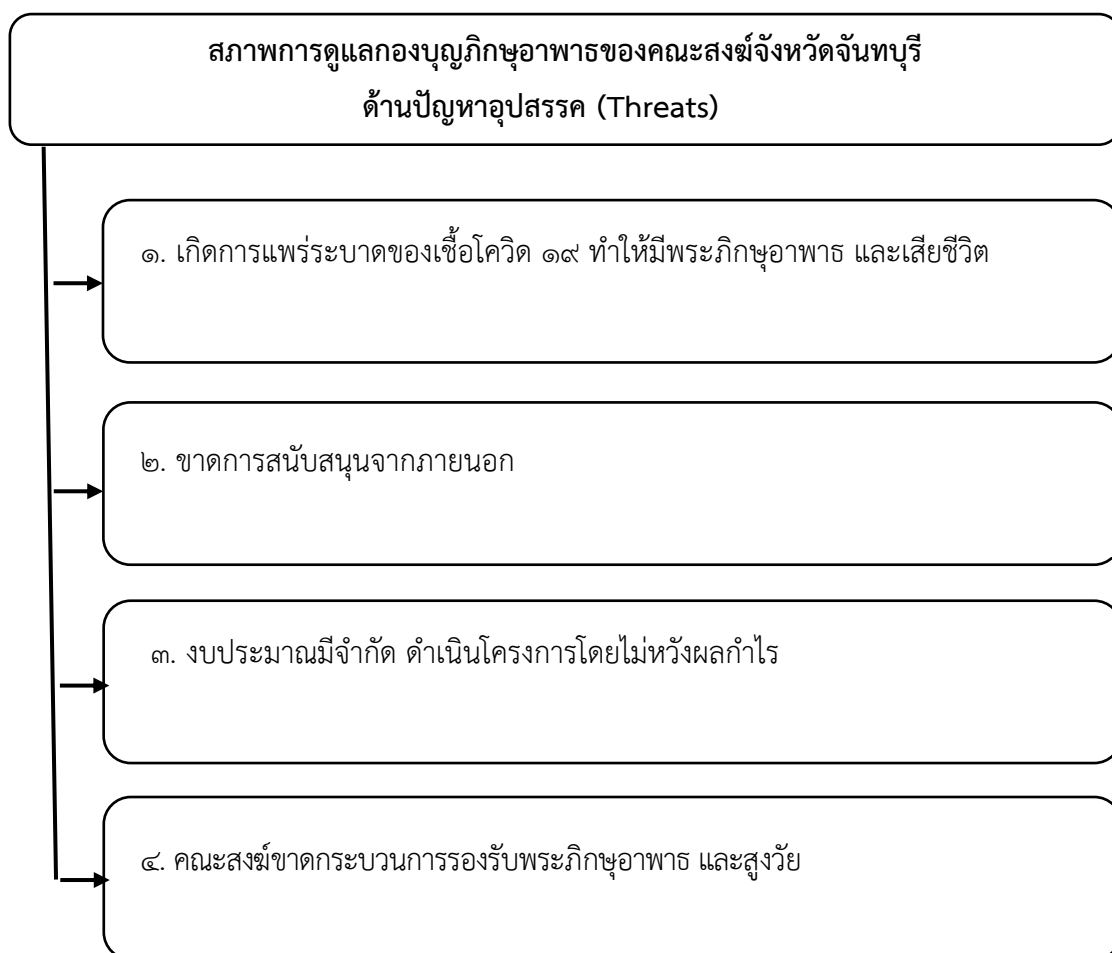 สภาพการดูแลกองบุญภิกษุอาพาธของคณะสงฆ์จังหวัดจันทบุรี
ด้านปัญหาอุปสรรค (Threats)
๑. เกิดการแพร่ระบาดของเชื้อโควิด ๑๙ ทำให้มีพระภิกษุอาพาธ และเสียชีวิต
๒. ขาดการสนับสนุนจากภายนอก
๓. งบประมาณมีจำกัด ดำเนินโครงการโดยไม่หวังผลกำไร
๔. คณะสงฆ์ขาดกระบวนการรองรับพระภิกษุอาพาธ และสูงวัย